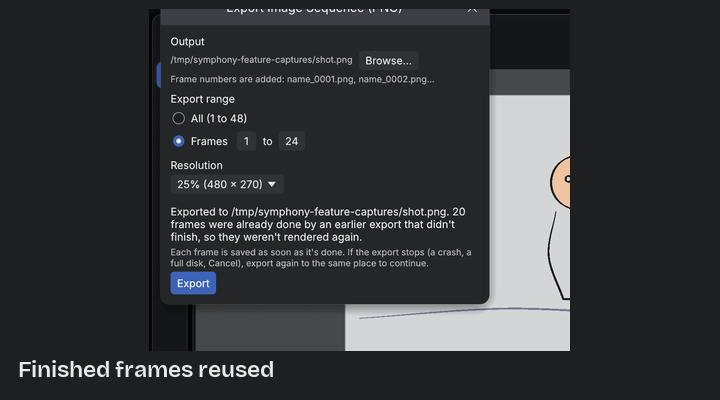 Export Image Sequence (PNG)
Output
/tmp/symphony-feature-captures/shot.png Browse...
Frame numbers are added: name_0001.png, name_0002.png...
Export range
All (1 to 48)
Frames 1 to 24
Resolution
25% (480 × 270)
Exported to /tmp/symphony-feature-captures/shot.png. 20
frames were already done by an earlier export that didn't
finish, so they weren't rendered again.
Each frame is saved as soon as it's done. If the export stops (a crash, a
full disk, Cancel), export again to the same place to continue.
Export
Finished frames reused